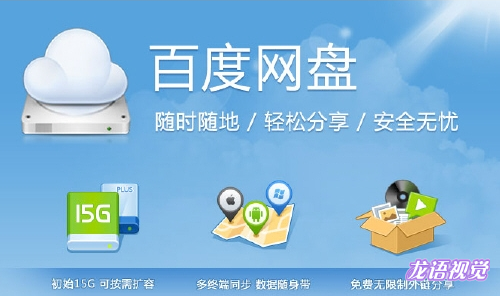 百度网盘
随时随地 / 轻松分享 / 安全无忧
PLUS
15G
初始15G 可按需扩容
多终端同步 数据随身带
免费无限制外链分享
龙语视觉